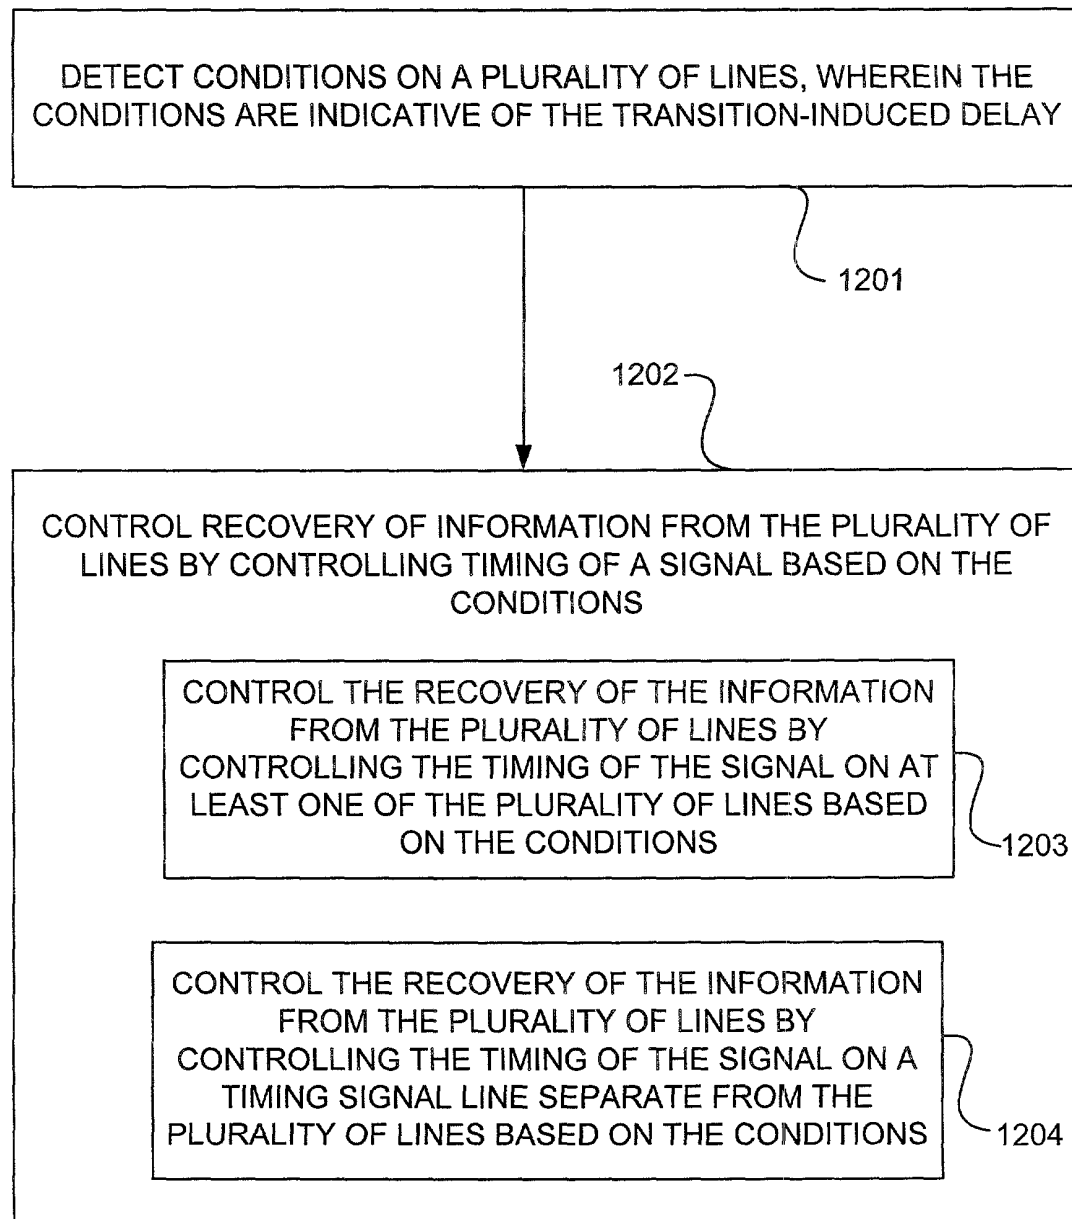 DETECT CONDITIONS ON A PLURALITY OF LINES, WHEREIN THE
CONDITIONS ARE INDICATIVE OF THE TRANSITION-INDUCED DELAY
1201
1202
CONTROL RECOVERY OF INFORMATION FROM THE PLURALITY OF
LINES BY CONTROLLING TIMING OF A SIGNAL BASED ON THE
CONDITIONS
CONTROL THE RECOVERY OF THE INFORMATION
FROM THE PLURALITY OF LINES BY
CONTROLLING THE TIMING OF THE SIGNAL ON AT
LEAST ONE OF THE PLURALITY OF LINES BASED
ON THE CONDITIONS
1203
CONTROL THE RECOVERY OF THE INFORMATION
FROM THE PLURALITY OF LINES BY
CONTROLLING THE TIMING OF THE SIGNAL ON A
TIMING SIGNAL LINE SEPARATE FROM THE
PLURALITY OF LINES BASED ON THE CONDITIONS
1204